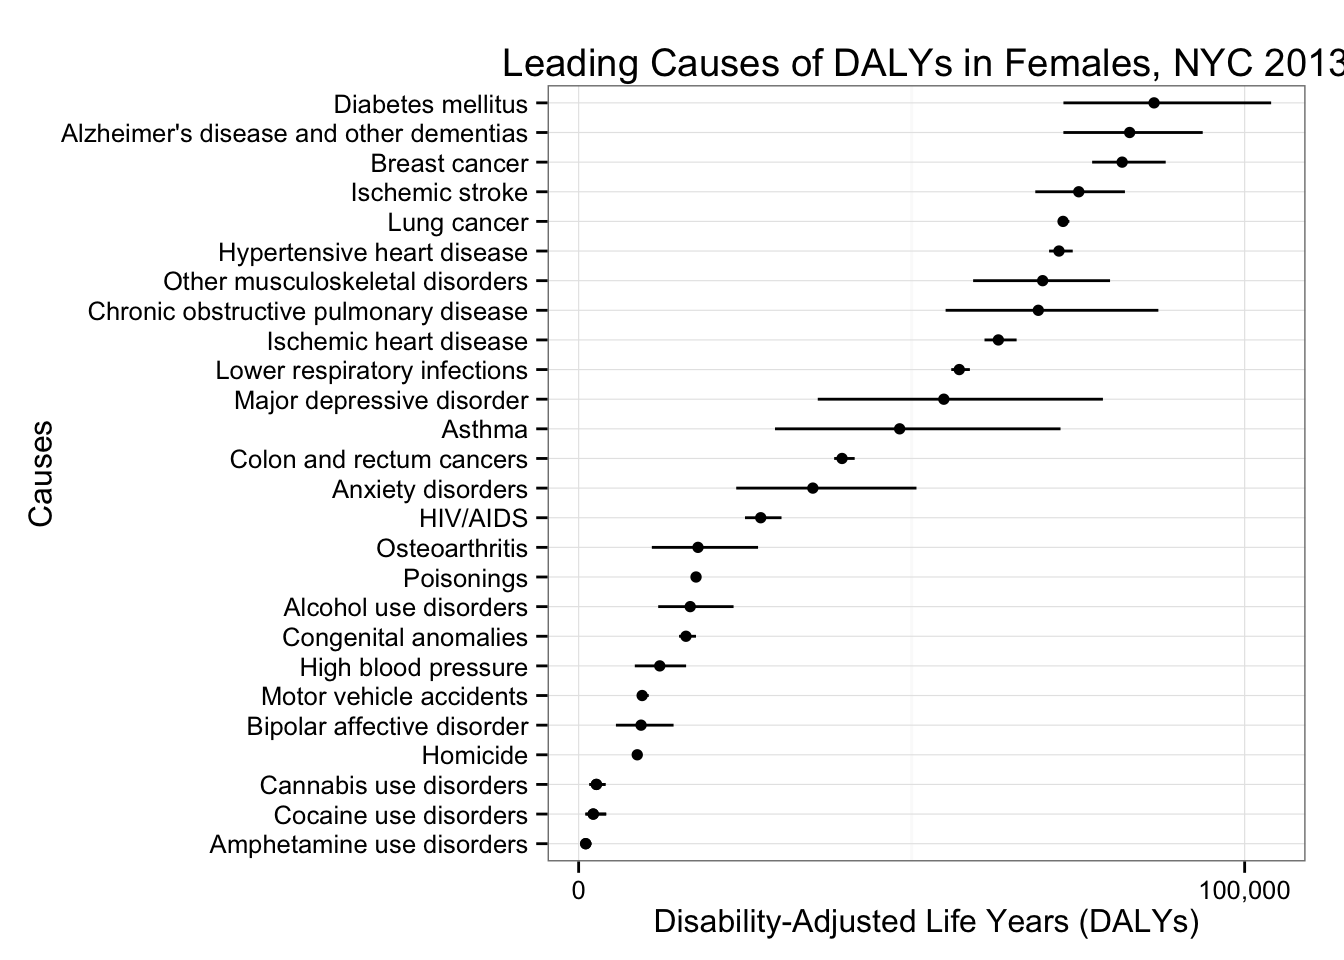 Leading Causes of DALYs in Females, NYC 2013
Diabetes mellitus
Alzheimer's disease and other dementias
Breast cancer
Ischemic stroke
Lung cancer
Hypertensive heart disease
Other musculoskeletal disorders
Chronic obstructive pulmonary disease
Ischemic heart disease
Lower respiratory infections
Major depressive disorder
Asthma
Colon and rectum cancers
Anxiety disorders
HIV/AIDS
Osteoarthritis
Poisonings
Alcohol use disorders
Congenital anomalies
High blood pressure
Motor vehicle accidents
Bipolar affective disorder
Homicide
Cannabis use disorders
Cocaine use disorders
Amphetamine use disorders
Causes
0 100,000
Disability-Adjusted Life Years (DALYs)